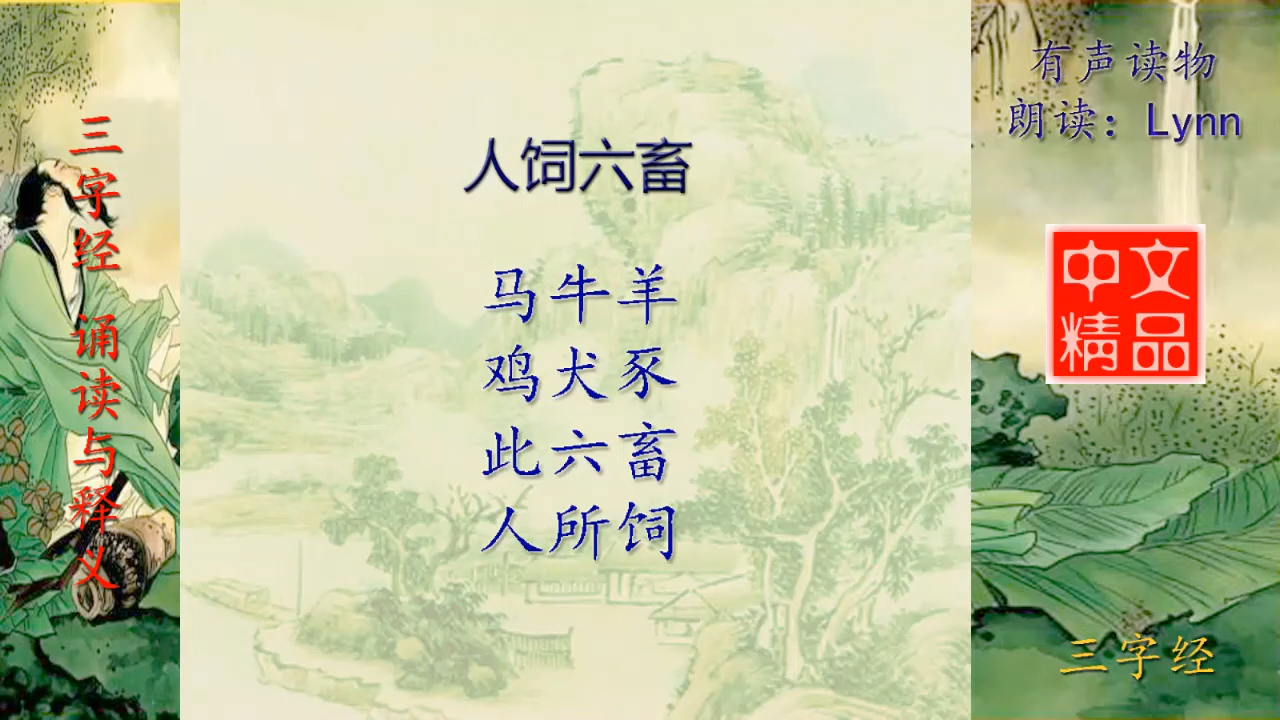 三字经 诵读与释义
人饲六畜
马牛羊
鸡犬豕
此六畜
人所饲
有声读物
朗读：Lynn
中文
精品
三字经